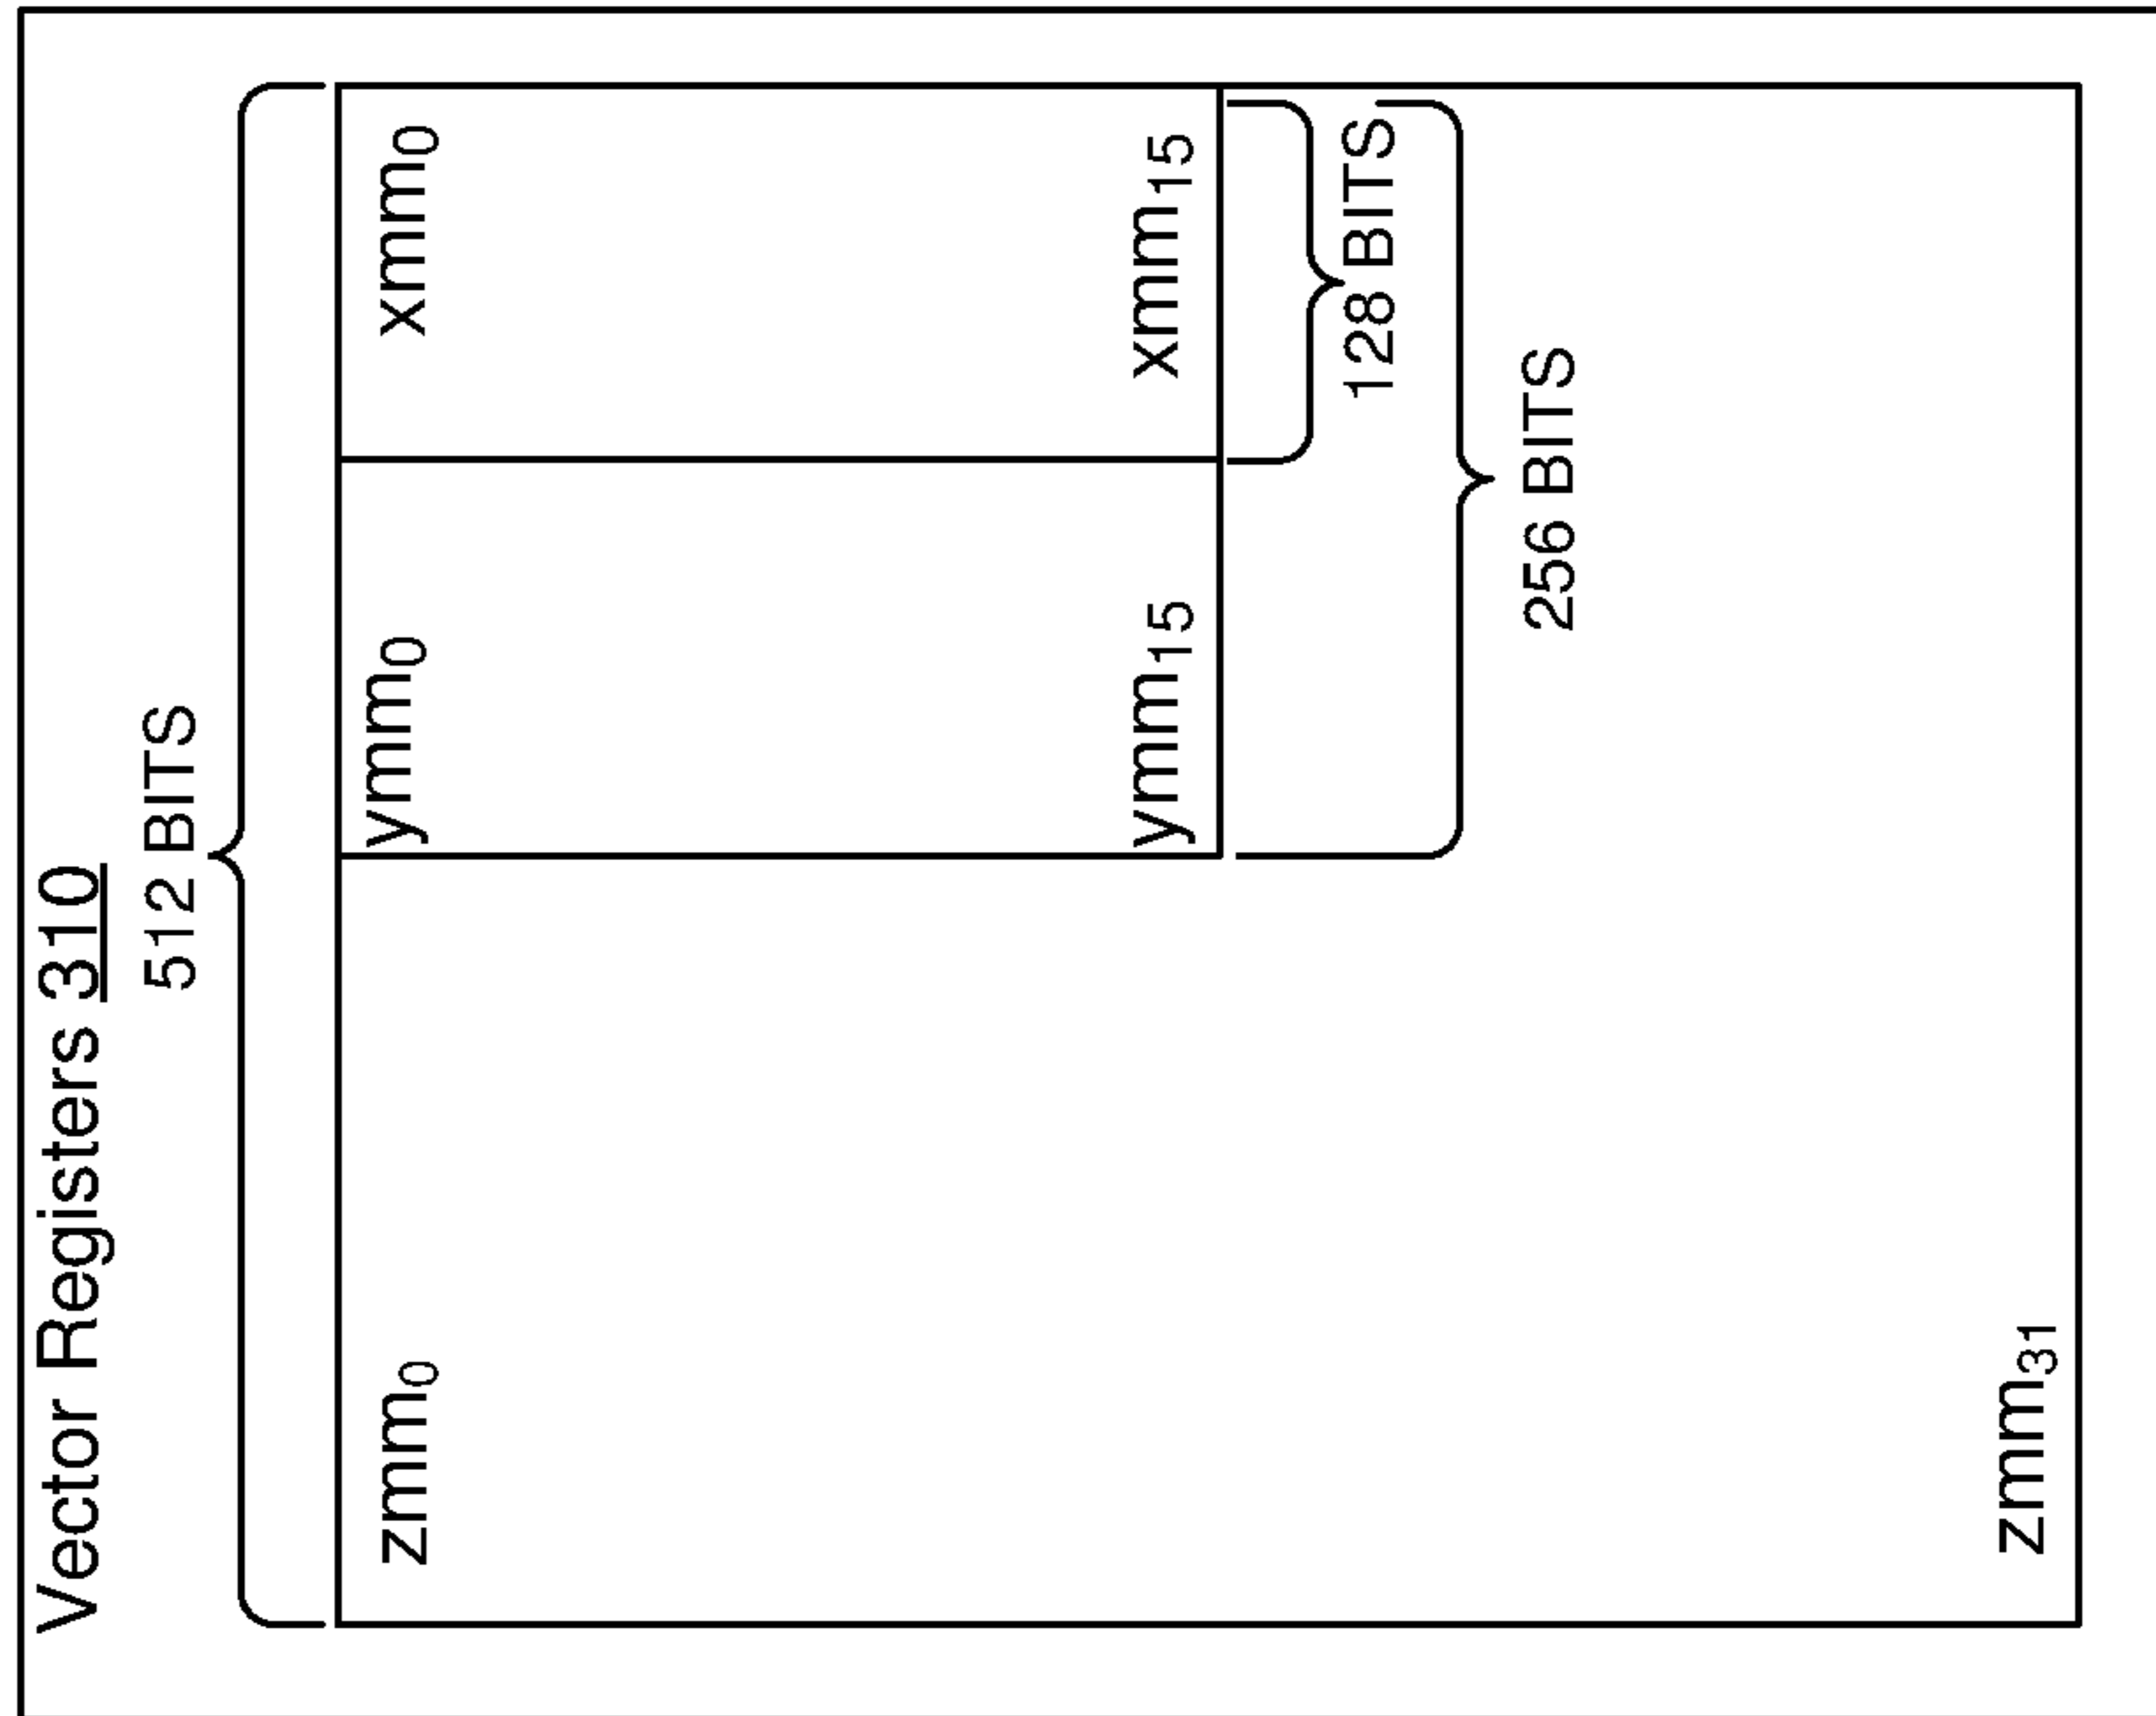 Vector Registers 310
512 BITS
zmm0 ymm0 xmm0
ymm15 xmm15
128 BITS
256 BITS
zmm31